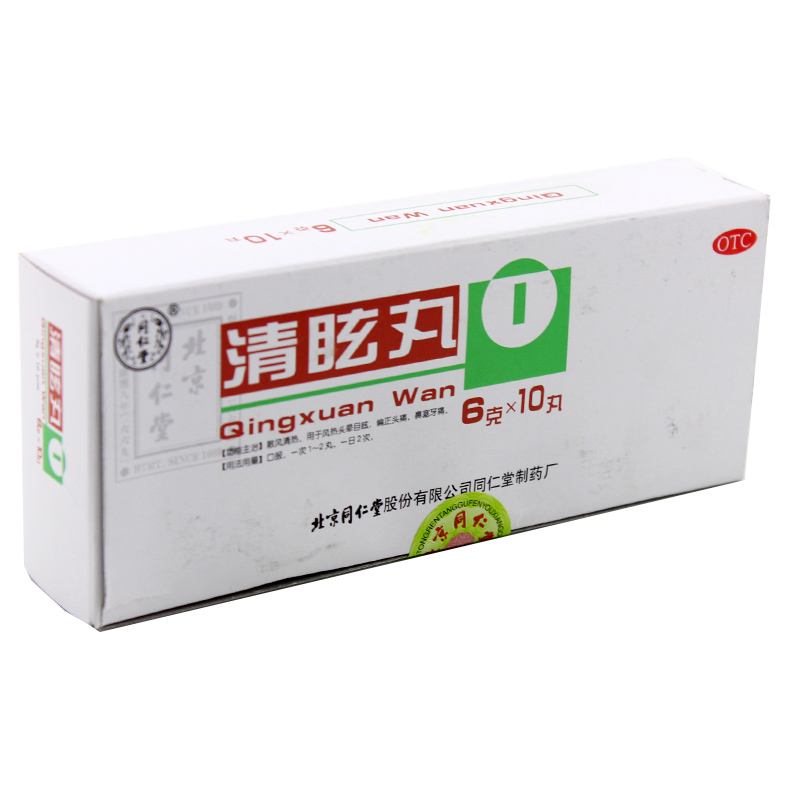 Qingxuan Wan
6克×10丸
OTC
同仁堂
®
北京
同仁堂
清眩丸
Qingxuan Wan
6克×10丸
【功能主治】散风清热。用于风热头晕目眩，偏正头痛，鼻塞牙痛。
【用法用量】口服。一次1~2丸，一日2次。
北京同仁堂股份有限公司同仁堂制药厂
清眩丸